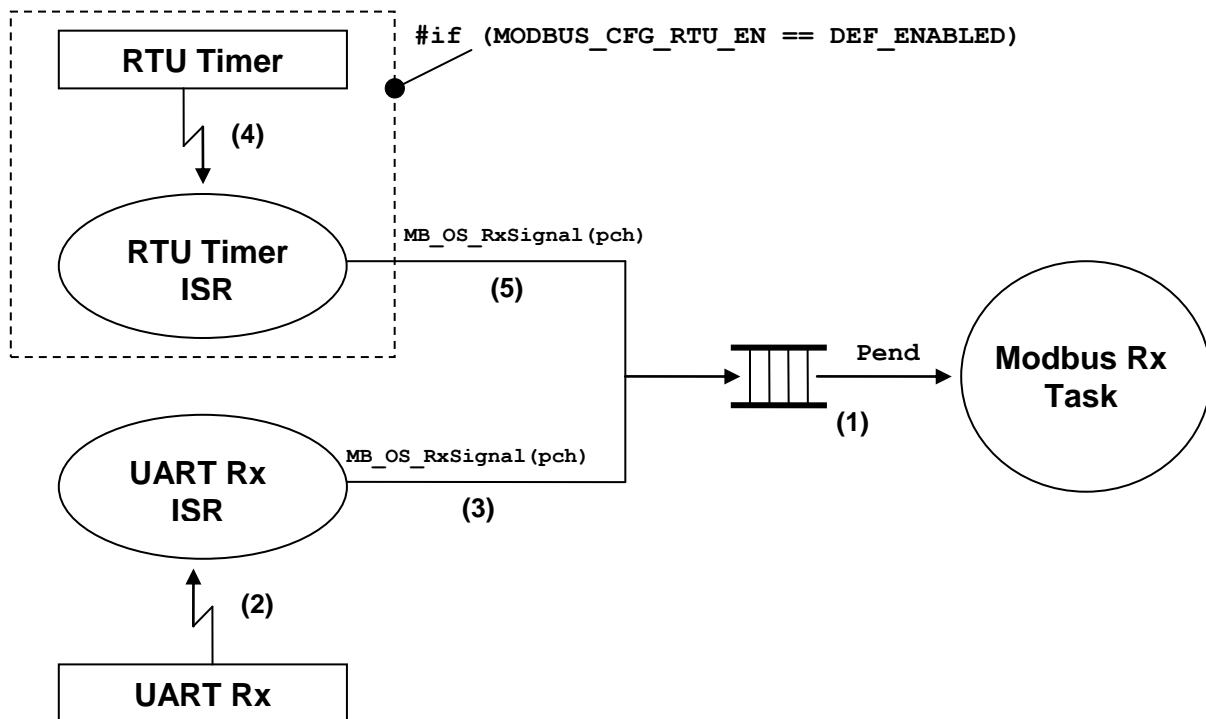 #if (MODBUS_CFG_RTU_EN == DEF_ENABLED)
RTU Timer
(4)
RTU Timer
ISR
MB_OS_RxSignal(pch)
(5)
Pend
Modbus Rx
Task
(1)
UART Rx
ISR
MB_OS_RxSignal(pch)
(3)
(2)
UART Rx